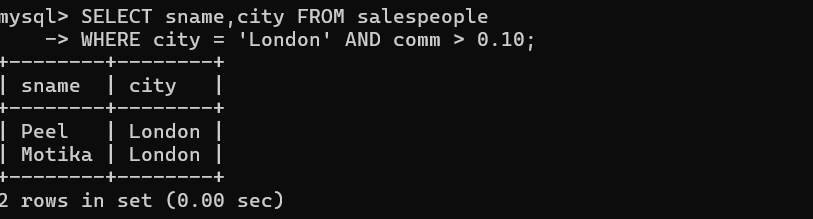 mysql> SELECT sname,city FROM salespeople
    -> WHERE city = 'London' AND comm > 0.10;
+--------+--------+
| sname  | city   |
+--------+--------+
| Peel   | London |
| Motika | London |
+--------+--------+
2 rows in set (0.00 sec)